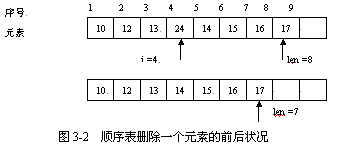 序号. 1 2 3 4 5 6 7 8 9
元素 10 12 13. 24 14 15 16 17
i=4. len =8
10. 12 13 14 15. 16 17
len =7
图 3-2 顺序表删除一个元素的前后状况